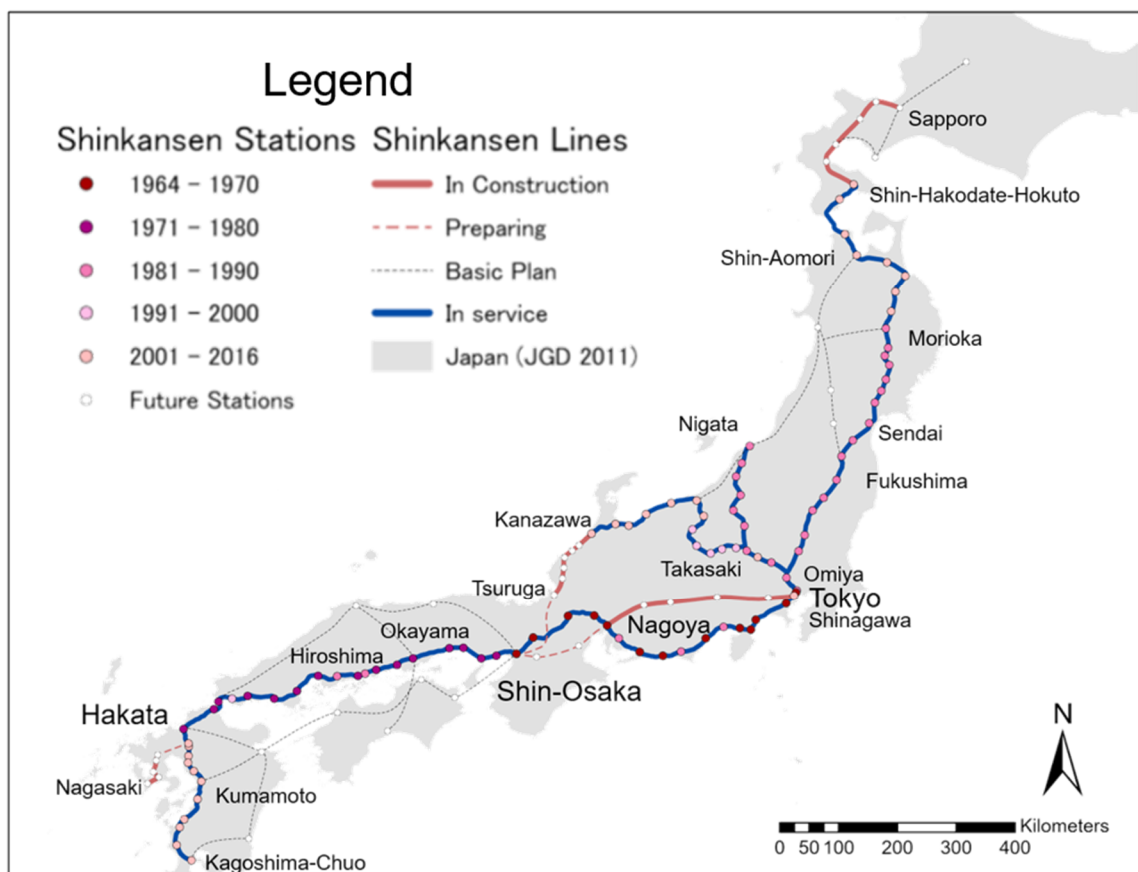 Legend
Shinkansen Stations
1964 - 1970
1971 - 1980
1981 - 1990
1991 - 2000
2001 - 2016
Future Stations
Shinkansen Lines
In Construction
Preparing
Basic Plan
In service
Japan (JGD 2011)
Sapporo
Shin-Hakodate-Hokuto
Shin-Aomori
Morioka
Nigata
Sendai
Fukushima
Kanazawa
Takasaki
Omiya
Tsuruga
Tokyo
Shinagawa
Nagoya
Okayama
Hiroshima
Shin-Osaka
Hakata
Nagasaki
Kumamoto
Kagoshima-Chuo
N
Kilometers
0 50 100 200 300 400